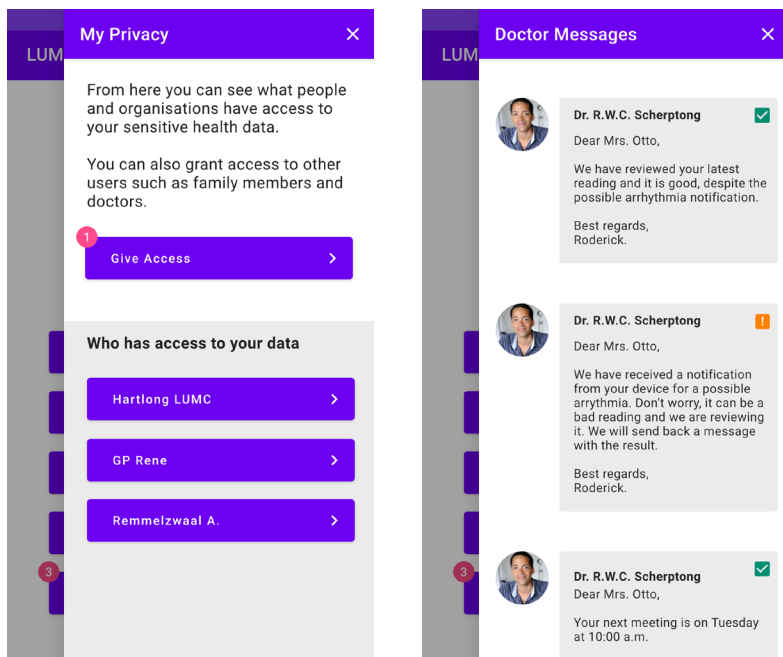 LUM
My Privacy
From here you can see what people
and organisations have access to
your sensitive health data.
You can also grant access to other
users such as family members and
doctors.
1
Give Access
Who has access to your data
Hartlong LUMC
GP Rene
Remmelzwaal A.
3
LUM
Doctor Messages
Dr. R.W.C. Scherptong
Dear Mrs. Otto,
We have reviewed your latest
reading and it is good, despite the
possible arrhythmia notification.
Best regards,
Roderick.
Dr. R.W.C. Scherptong
!
Dear Mrs. Otto,
We have received a notification
from your device for a possible
arrythmia. Don't worry, it can be a
bad reading and we are reviewing
it. We will send back a message
with the result.
Best regards,
Roderick.
3
Dr. R.W.C. Scherptong
Dear Mrs. Otto,
Your next meeting is on Tuesday
at 10:00 a.m.